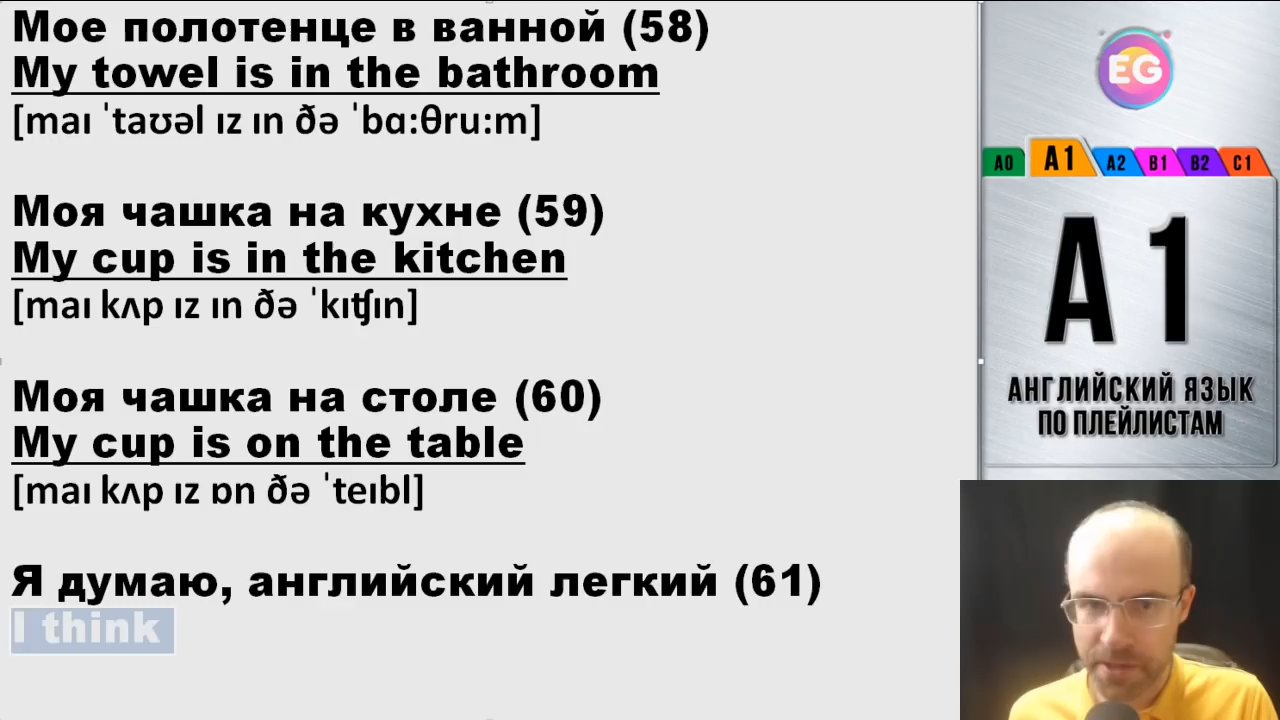 Мое полотенце в ванной (58)
My towel is in the bathroom
[maɪ ˈtaʊəl ɪz ɪn ðə ˈbɑ:θru:m]
Моя чашка на кухне (59)
My cup is in the kitchen
[maɪ kʌp ɪz ɪn ðə ˈkɪʧɪn]
Моя чашка на столе (60)
My cup is on the table
[maɪ kʌp ɪz ɒn ðə ˈteɪbl]
Я думаю, английский легкий (61)
I think
EG
A0 A1 A2 B1 B2 C1
A1
АНГЛИЙСКИЙ ЯЗЫК
ПО ПЛЕЙЛИСТАМ